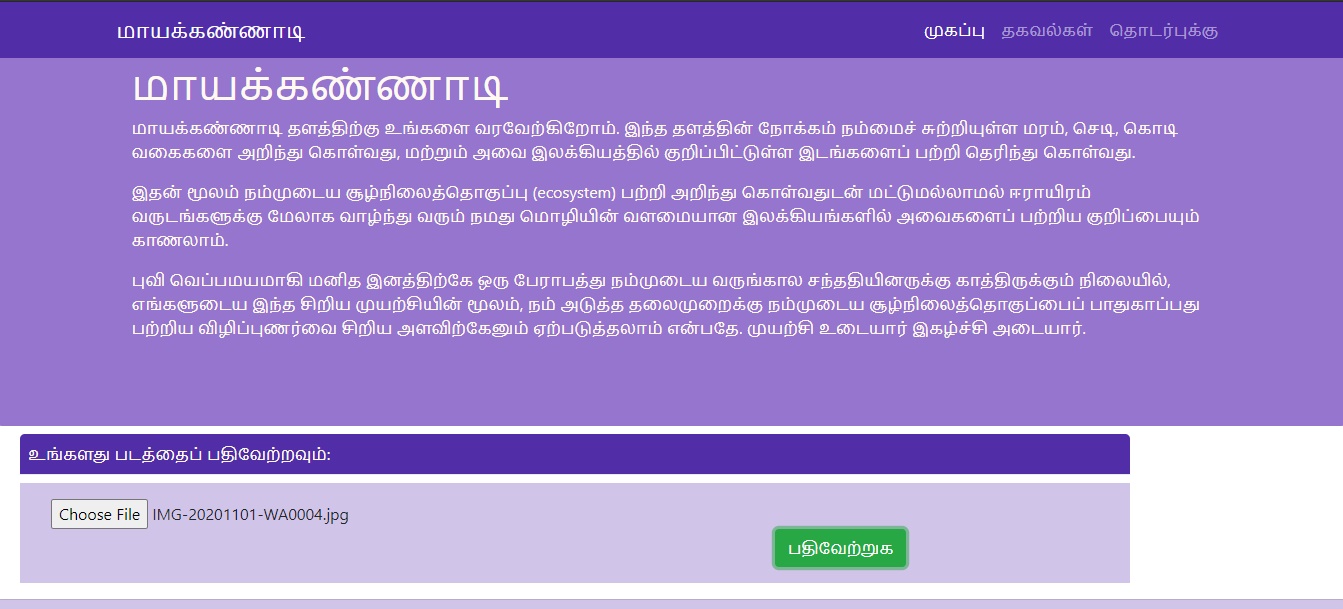 மாயக்கண்ணாடி
முகப்பு தகவல்கள் தொடர்புக்கு
மாயக்கண்ணாடி
மாயக்கண்ணாடி தளத்திற்கு உங்களை வரவேற்கிறோம். இந்த தளத்தின் நோக்கம் நம்மைச் சுற்றியுள்ள மரம், செடி, கொடி
வகைகளை அறிந்து கொள்வது, மற்றும் அவை இலக்கியத்தில் குறிப்பிட்டுள்ள இடங்களைப் பற்றி தெரிந்து கொள்வது.
இதன் மூலம் நம்முடைய சூழ்நிலைத்தொகுப்பு (ecosystem) பற்றி அறிந்து கொள்வதுடன் மட்டுமல்லாமல் ஈராயிரம்
வருடங்களுக்கு மேலாக வாழ்ந்து வரும் நமது மொழியின் வளமையான இலக்கியங்களில் அவைகளைப் பற்றிய குறிப்பையும்
காணலாம்.
புவி வெப்பமயமாகி மனித இனத்திற்கே ஒரு பேராபத்து நம்முடைய வருங்கால சந்ததியினருக்கு காத்திருக்கும் நிலையில்,
எங்களுடைய இந்த சிறிய முயற்சியின் மூலம், நம் அடுத்த தலைமுறைக்கு நம்முடைய சூழ்நிலைத்தொகுப்பைப் பாதுகாப்பது
பற்றிய விழிப்புணர்வை சிறிய அளவிற்கேனும் ஏற்படுத்தலாம் என்பதே. முயற்சி உடையார் இகழ்ச்சி அடையார்.
உங்களது படத்தைப் பதிவேற்றவும்:
Choose File IMG-20201101-WA0004.jpg
பதிவேற்றுக